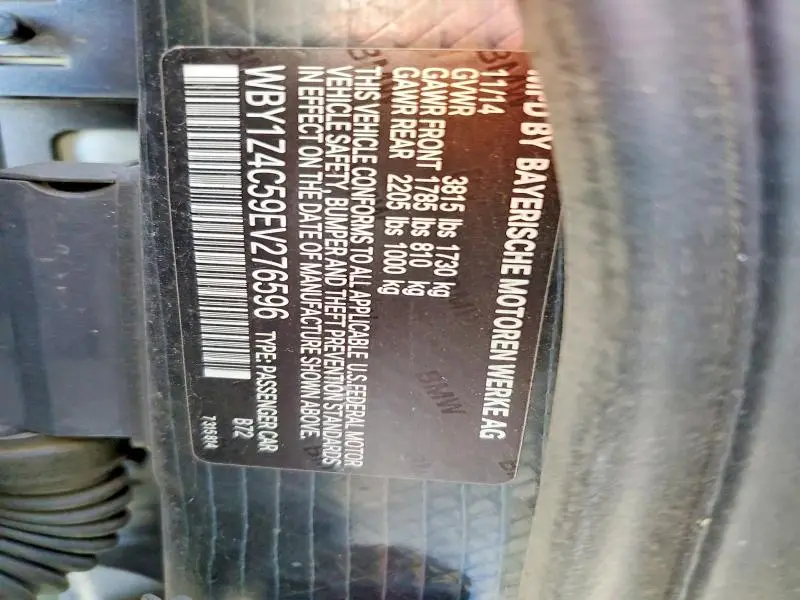 MFD BY BAYERISCHE MOTOREN WERKE AG
11/14
GVWR 3815 lbs 1730 kg
GAWR FRONT 1785 lbs 810 kg
GAWR REAR 2205 lbs 1000 kg
THIS VEHICLE CONFORMS TO ALL APPLICABLE U.S.FEDERAL MOTOR
VEHICLE SAFETY, BUMPER AND THEFT PREVENTION STANDARDS
IN EFFECT ON THE DATE OF MANUFACTURE SHOWN ABOVE.
WBY1Z4C59EV276596 TYPE: PASSENGER CAR
B72
7315814